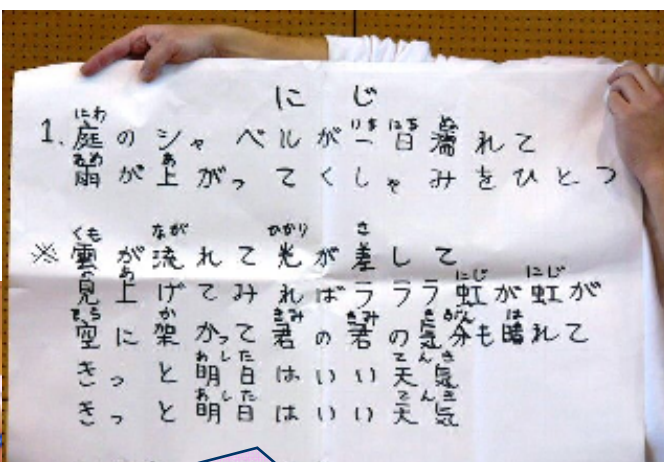 にじ
1. 庭のシャベルが一日濡れて
雨が上がってくしゃみをひとつ
※ 雲が流れて光が差して
見上げてみればラララ虹が虹が
空に架かって君の君の気分も晴れて
きっと明日はいい天気
きっと明日はいい天気